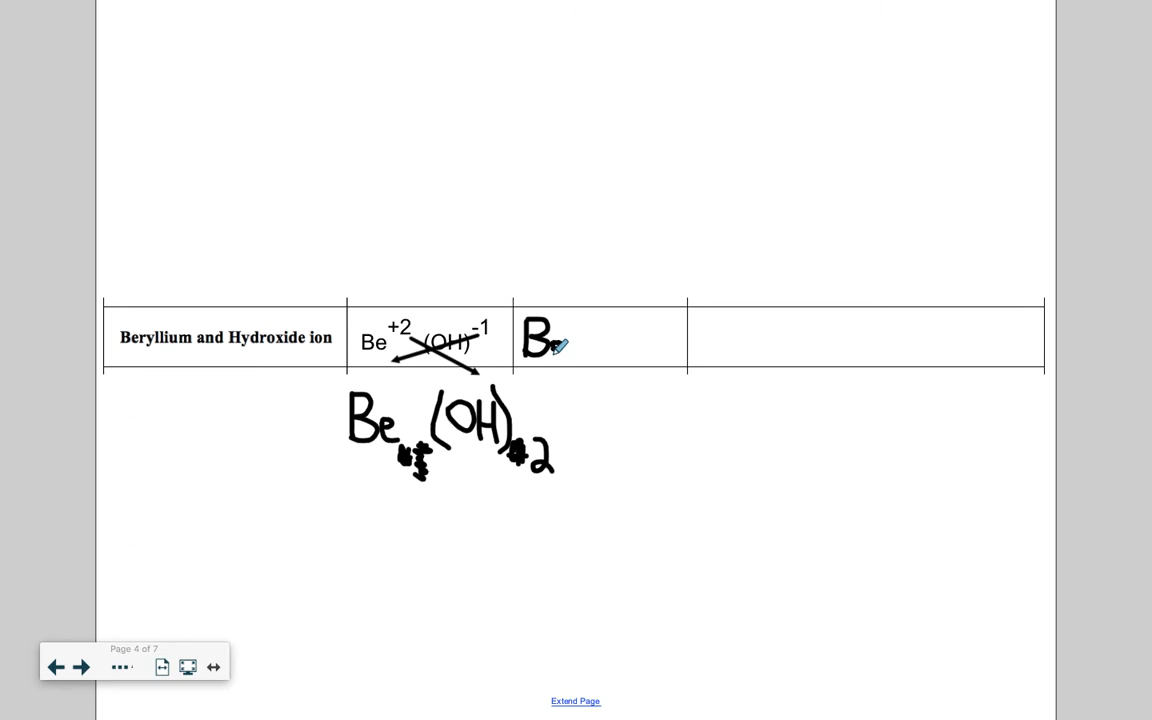 Beryllium and Hydroxide ion Be+2 (OH)-1 Be
Be (OH) 2
Page 4 of 7
Extend Page